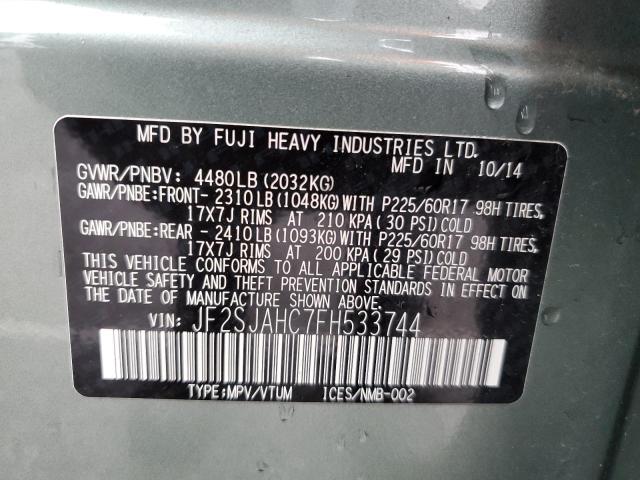 MFD BY FUJI HEAVY INDUSTRIES LTD.
MFD IN 10/14
GVWR/PNBV: 4480LB (2032KG)
GAWR/PNBE:FRONT- 2310LB (1048KG) WITH P225/60R17 98H TIRES,
17X7J RIMS AT 210 KPA (30 PSI) COLD
GAWR/PNBE:REAR - 2410LB (1093KG) WITH P225/60R17 98H TIRES,
17X7J RIMS AT 200 KPA (29 PSI) COLD
THIS VEHICLE CONFORMS TO ALL APPLICABLE FEDERAL MOTOR
VEHICLE SAFETY AND THEFT PREVENTION STANDARDS IN EFFECT ON THE
DATE OF MANUFACTURE SHOWN ABOVE.
VIN: JF2SJAHC7FH533744
TYPE:MPV/VTUM ICES/NMB-002